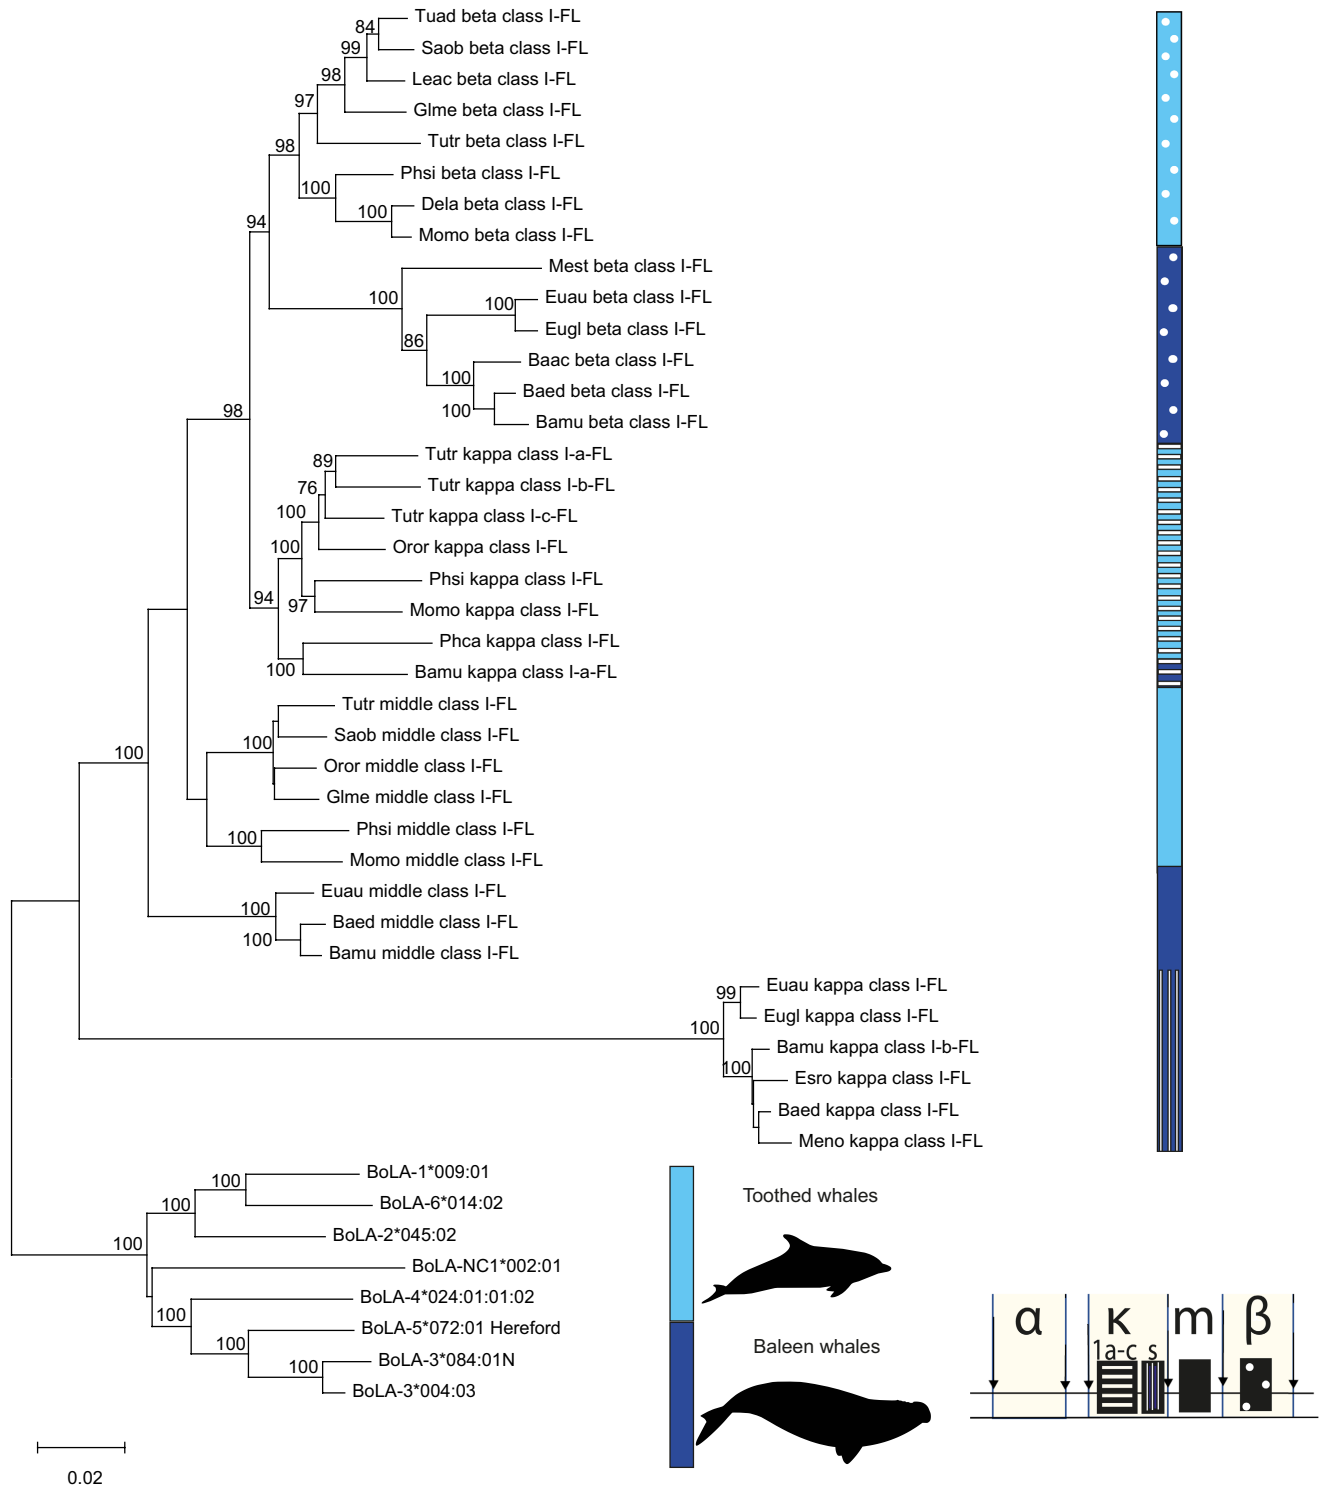 Tuad beta class I-FL
84
Saob beta class I-FL
99
Leac beta class I-FL
98
Glme beta class I-FL
97
Tutr beta class I-FL
98
Phsi beta class I-FL
100
Dela beta class I-FL
100
Momo beta class I-FL
94
Mest beta class I-FL
100
Euau beta class I-FL
100
Eugl beta class I-FL
86
Baac beta class I-FL
100
Baed beta class I-FL
100
Bamu beta class I-FL
98
Tutr kappa class I-a-FL
89
Tutr kappa class I-b-FL
76
Tutr kappa class I-c-FL
100
Oror kappa class I-FL
100
Phsi kappa class I-FL
94
97
Momo kappa class I-FL
Phca kappa class I-FL
100
Bamu kappa class I-a-FL
Tutr middle class I-FL
Saob middle class I-FL
100
100
Oror middle class I-FL
Glme middle class I-FL
Phsi middle class I-FL
100
Momo middle class I-FL
Euau middle class I-FL
100
Baed middle class I-FL
100
Bamu middle class I-FL
Euau kappa class I-FL
99
Eugl kappa class I-FL
100
Bamu kappa class I-b-FL
100
Esro kappa class I-FL
Baed kappa class I-FL
Meno kappa class I-FL
BoLA-1*009:01
100
BoLA-6*014:02
100
BoLA-2*045:02
100
BoLA-NC1*002:01
BoLA-4*024:01:01:02
100
BoLA-5*072:01 Hereford
100
BoLA-3*084:01N
100
BoLA-3*004:03
0.02
Toothed whales
Baleen whales
α κ m β
1a-c s